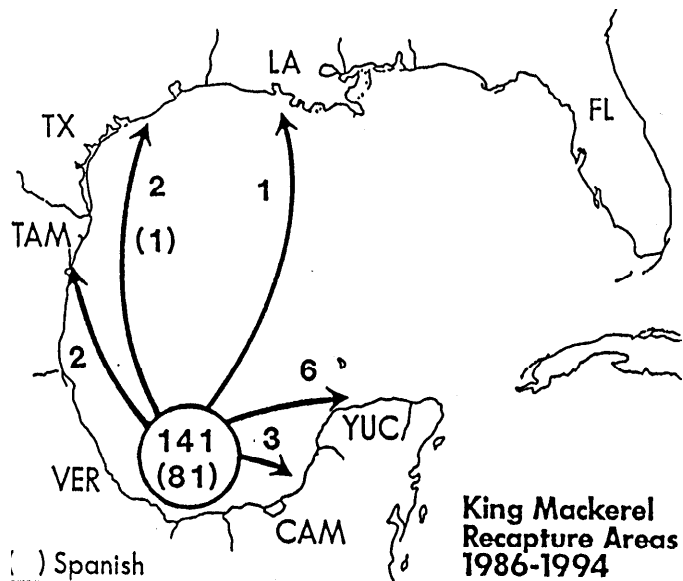 LA
TX
FL
2
1
(1)
TAM
2
6
141
3
YUC
(81)
VER
CAM
King Mackerel
Recapture Areas
( ) Spanish
1986-1994